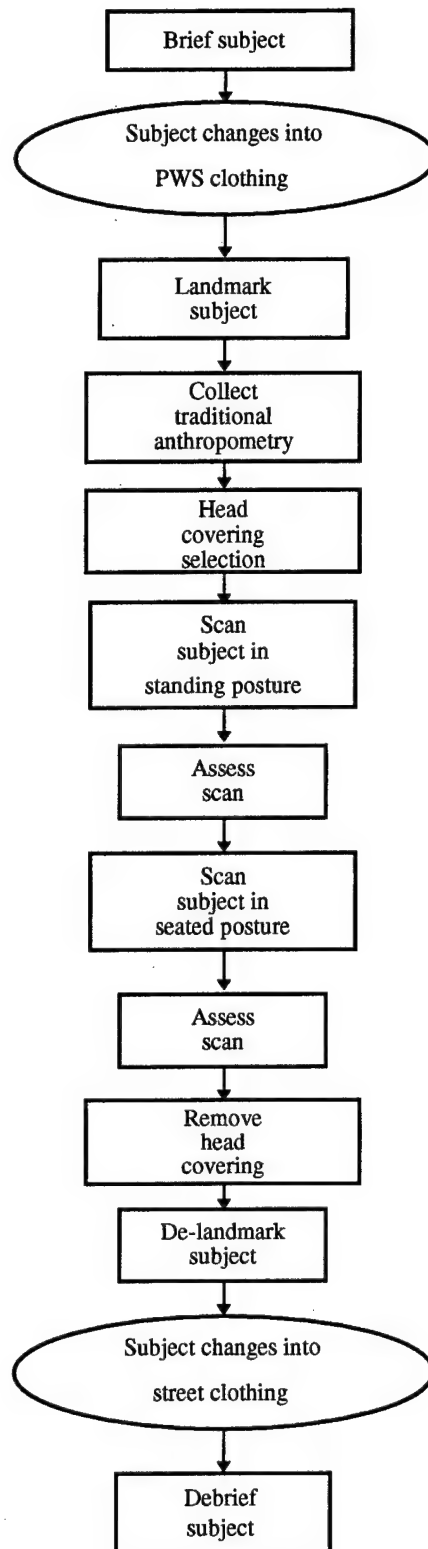 Brief subject
Subject changes into
PWS clothing
Landmark
subject
Collect
traditional
anthropometry
Head
covering
selection
Scan
subject in
standing posture
Assess
scan
Scan
subject in
seated posture
Assess
scan
Remove
head
covering
De-landmark
subject
Subject changes into
street clothing
Debrief
subject